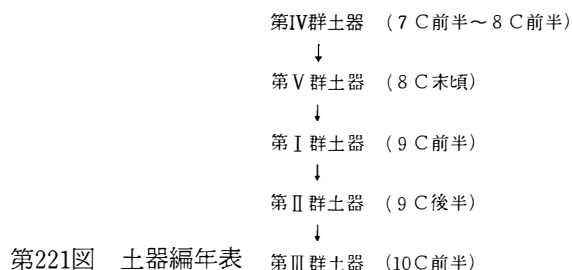 第Ⅳ群土器 (7C前半~8C前半)
↓
第Ⅴ群土器 (8C末頃)
↓
第Ⅰ群土器 (9C前半)
↓
第Ⅱ群土器 (9C後半)
↓
第Ⅲ群土器 (10C前半)
第221図 土器編年表